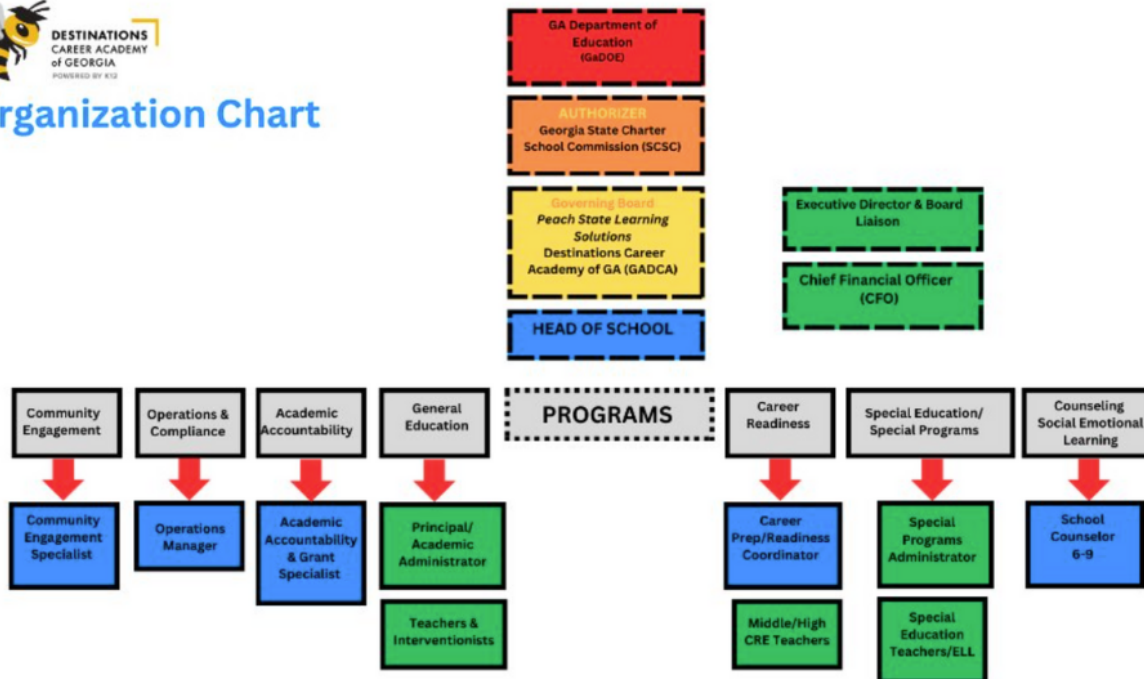 DESTINATIONS
CAREER ACADEMY
of GEORGIA
POWERED BY K12
rganization Chart
GA Department of
Education
(GaDOE)
AUTHORIZER
Georgia State Charter
School Commission (SCSC)
Governing Board
Peach State Learning
Solutions
Destinations Career
Academy of GA (GADCA)
HEAD OF SCHOOL
Executive Director & Board
Liaison
Chief Financial Officer
(CFO)
Community
Engagement
Operations &
Compliance
Academic
Accountability
General
Education
PROGRAMS
Career
Readiness
Special Education/
Special Programs
Counseling
Social Emotional
Learning
Community
Engagement
Specialist
Operations
Manager
Academic
Accountability
& Grant
Specialist
Principal/
Academic
Administrator
Career
Prep/Readiness
Coordinator
Special
Programs
Administrator
School
Counselor
6-9
Teachers &
Interventionists
Middle/High
CRE Teachers
Special
Education
Teachers/ELL